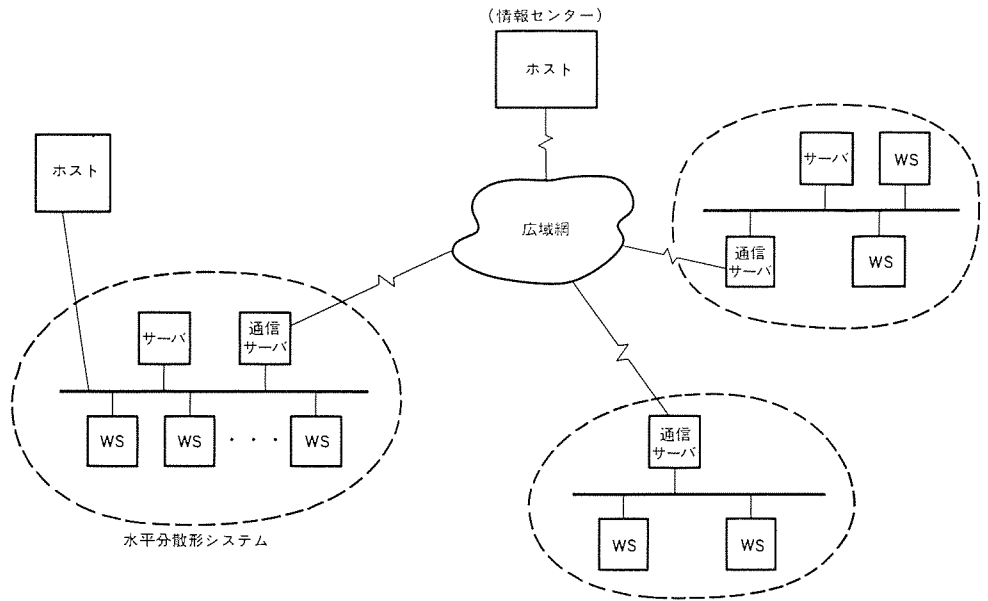 (情報センター)
ホスト
ホスト
サーバ
WS
広域網
通信
サーバ
WS
サーバ
通信
サーバ
WS
WS
・・・
WS
水平分散形システム
通信
サーバ
WS
WS